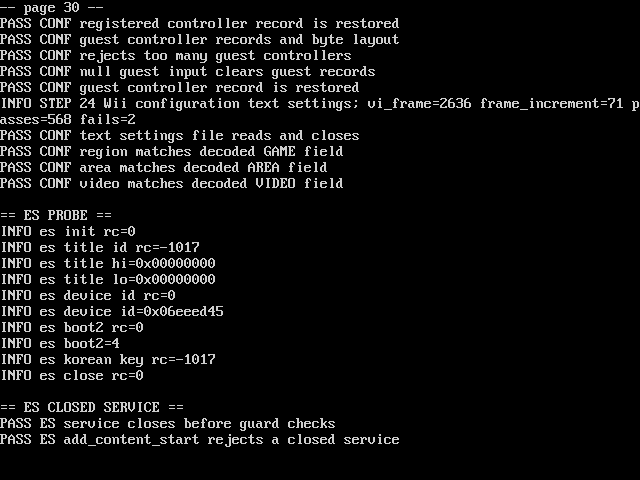 -- page 30 --
PASS CONF registered controller record is restored
PASS CONF guest controller records and byte layout
PASS CONF rejects too many guest controllers
PASS CONF null guest input clears guest records
PASS CONF guest controller record is restored
INFO STEP 24 Wii configuration text settings; vi_frame=2636 frame_increment=71 p
asses=568 fails=2
PASS CONF text settings file reads and closes
PASS CONF region matches decoded GAME field
PASS CONF area matches decoded AREA field
PASS CONF video matches decoded VIDEO field
== ES PROBE ==
INFO es init rc=0
INFO es title id rc=-1017
INFO es title hi=0x00000000
INFO es title lo=0x00000000
INFO es device id rc=0
INFO es device id=0x06eeed45
INFO es boot2 rc=0
INFO es boot2=4
INFO es korean key rc=-1017
INFO es close rc=0
== ES CLOSED SERVICE ==
PASS ES service closes before guard checks
PASS ES add_content_start rejects a closed service